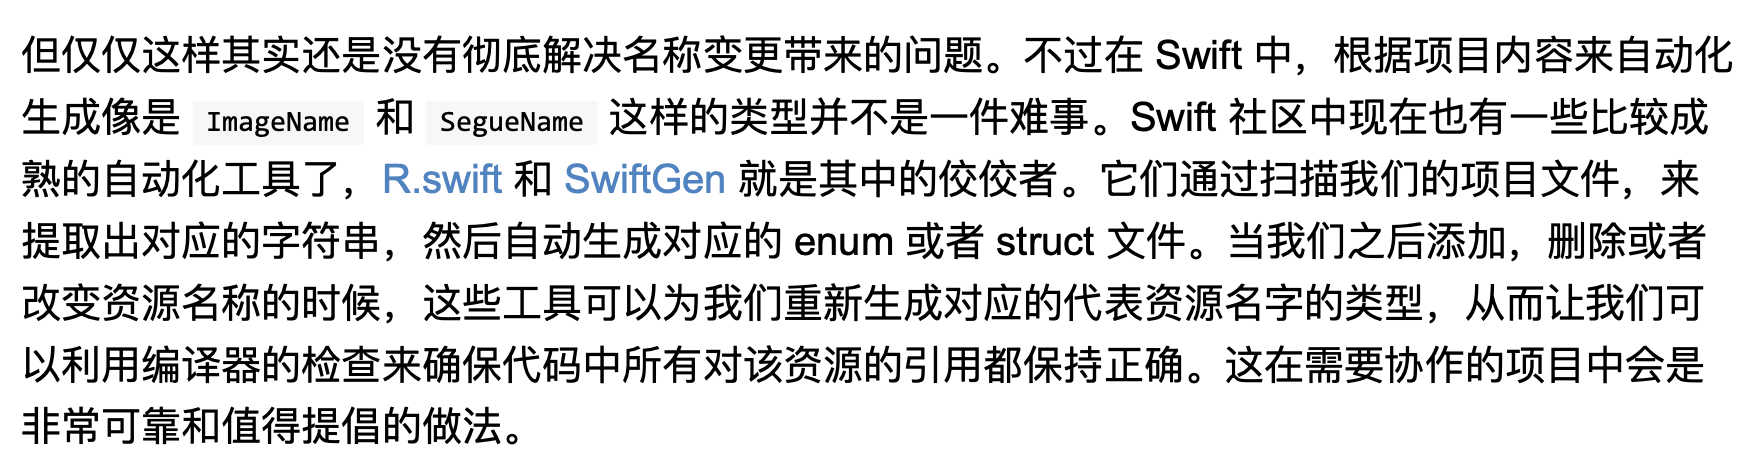 但仅仅这样其实还是没有彻底解决名称变更带来的问题。不过在 Swift 中，根据项目内容来自动化
生成像是 ImageName 和 SegueName 这样的类型并不是一件难事。Swift 社区中现在也有一些比较成
熟的自动化工具了，R.swift 和 SwiftGen 就是其中的佼佼者。它们通过扫描我们的项目文件，来
提取出对应的字符串，然后自动生成对应的 enum 或者 struct 文件。当我们之后添加，删除或者
改变资源名称的时候，这些工具可以为我们重新生成对应的代表资源名字的类型，从而让我们可
以利用编译器的检查来确保代码中所有对该资源的引用都保持正确。这在需要协作的项目中会是
非常可靠和值得提倡的做法。